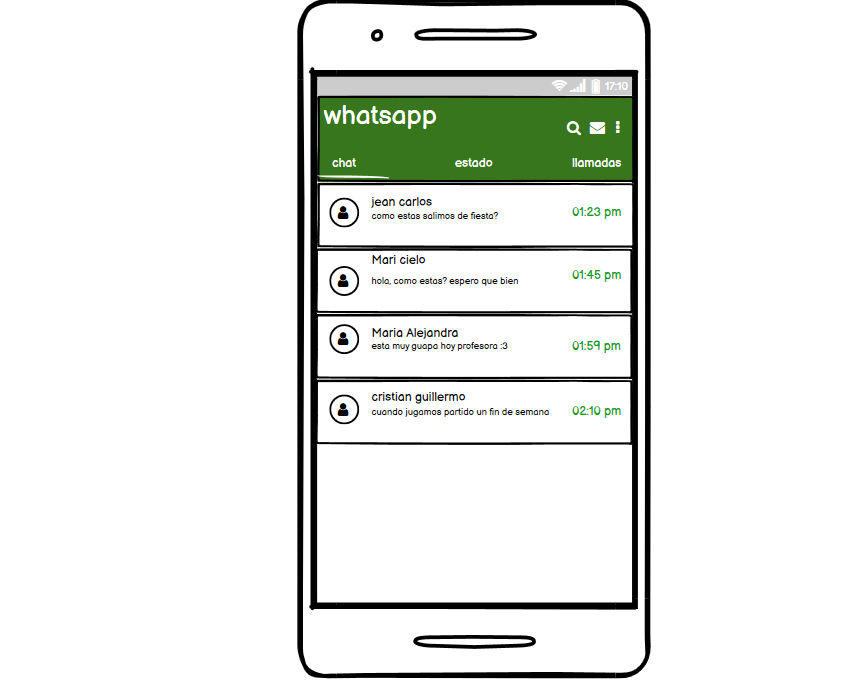 17:10
whatsapp
chat estado llamadas
jean carlos
como estas salimos de fiesta?
01:23 pm
Mari cielo
hola, como estas? espero que bien
01:45 pm
Maria Alejandra
esta muy guapa hoy profesora :3
01:59 pm
cristian guillermo
cuando jugamos partido un fin de semana
02:10 pm